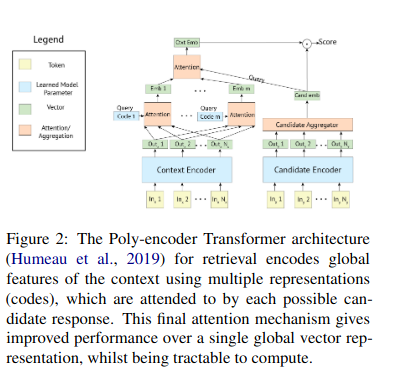 Legend
Token
Learned Model
Parameter
Vector
Attention/
Aggregation
Ctxt Emb
Score
Attention
Query
Emb 1 ... Emb m
Cand emb
Query
Code 1
Attention
...
Query
Code m
Attention
Candidate Aggregator
Out_1 Out_2 ... Out_N
Out_1 Out_2 ... Out_N
Context Encoder
Candidate Encoder
In_1 In_2 ... In_N
In_1 In_2 ... In_N
Figure 2: The Poly-encoder Transformer architecture
(Humeau et al., 2019) for retrieval encodes global
features of the context using multiple representations
(codes), which are attended to by each possible can-
didate response. This final attention mechanism gives
improved performance over a single global vector rep-
resentation, whilst being tractable to compute.